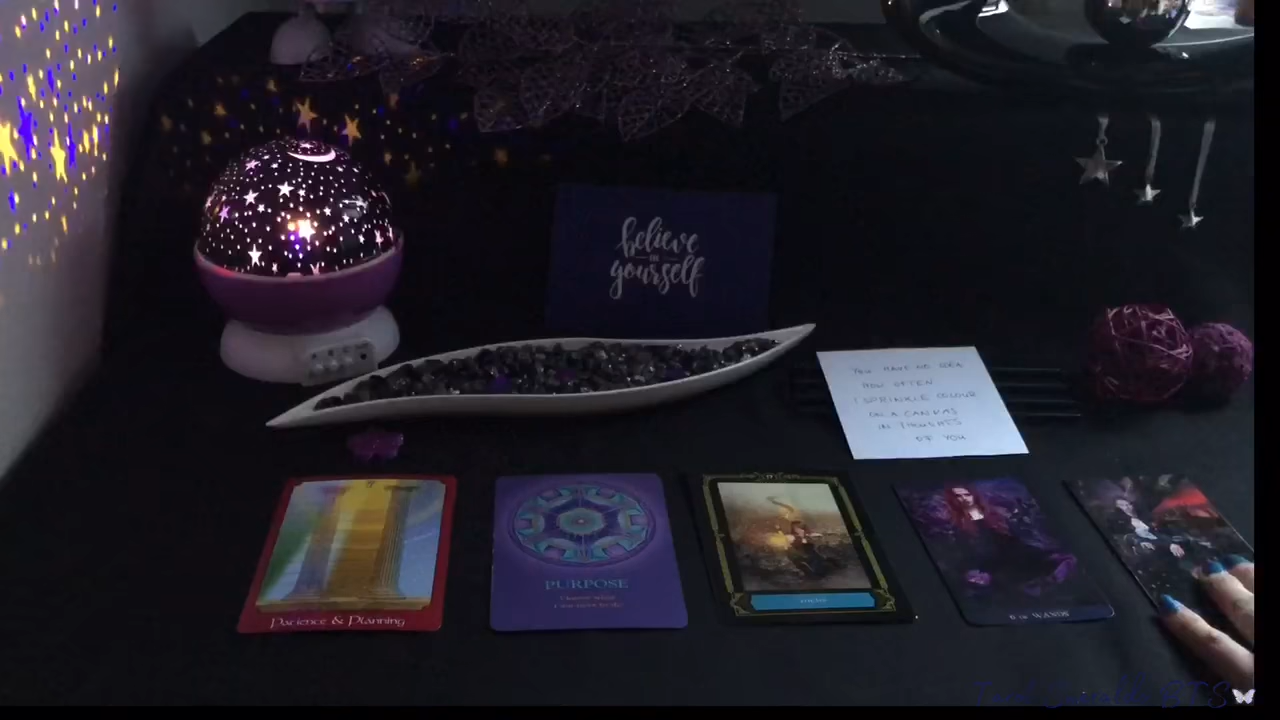 believe
IN
yourself
YOU HAVE NO IDEA
HOW OFTEN
I SPRINKLE COLOUR
ON A CANVAS
IN THOUGHTS
OF YOU
Patience & Planning
PURPOSE
OF WANDS